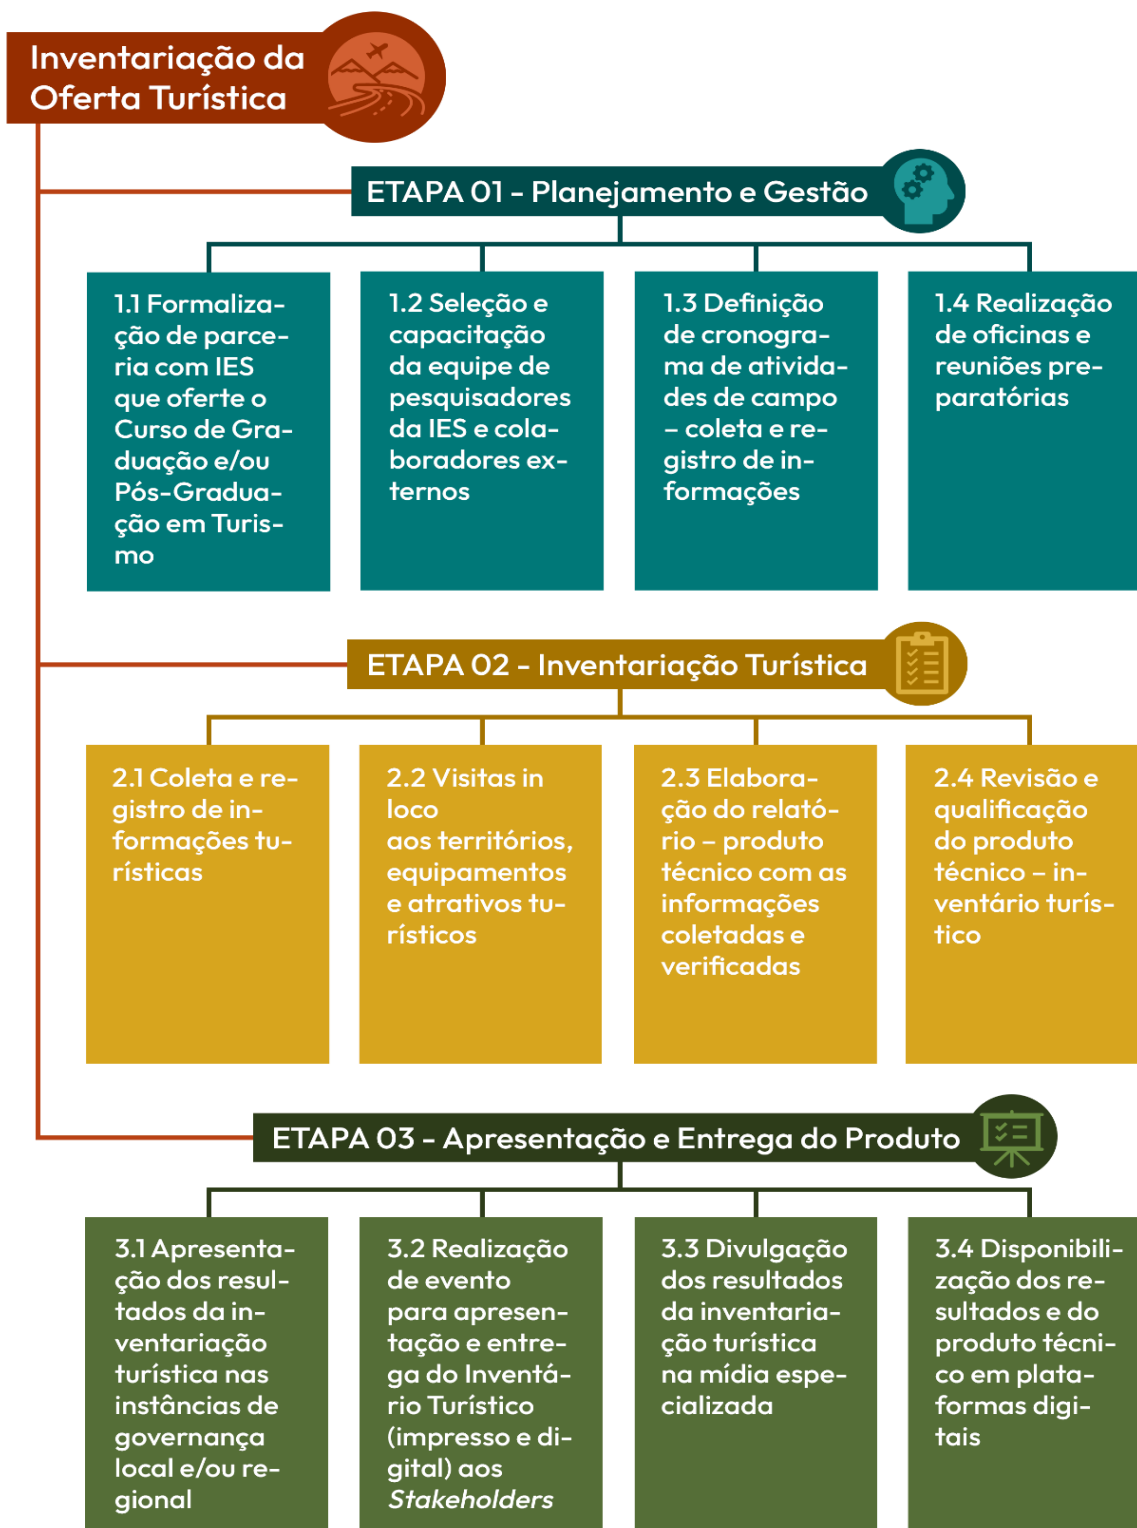 Inventariação da
Oferta Turística
ETAPA 01 - Planejamento e Gestão
1.1 Formaliza-
ção de parce-
ria com IES
que oferte o
Curso de Gra-
duação e/ou
Pós-Gradua-
ção em Turis-
mo
1.2 Seleção e
capacitação
da equipe de
pesquisadores
da IES e cola-
boradores ex-
ternos
1.3 Definição
de cronogra-
ma de ativida-
des de campo
– coleta e re-
gistro de in-
formações
1.4 Realização
de oficinas e
reuniões pre-
paratórias
ETAPA 02 - Inventariação Turística
2.1 Coleta e re-
gistro de in-
formações tu-
rísticas
2.2 Visitas in
loco
aos territórios,
equipamentos
e atrativos tu-
rísticos
2.3 Elabora-
ção do relató-
rio – produto
técnico com as
informações
coletadas e
verificadas
2.4 Revisão e
qualificação
do produto
técnico – in-
ventário turís-
tico
ETAPA 03 - Apresentação e Entrega do Produto
3.1 Apresenta-
ção dos resul-
tados da in-
ventariação
turística nas
instâncias de
governança
local e/ou re-
gional
3.2 Realização
de evento
para apresen-
tação e entre-
ga do Inventá-
rio Turístico
(impresso e di-
gital) aos
Stakeholders
3.3 Divulgação
dos resultados
da inventaria-
ção turística
na mídia espe-
cializada
3.4 Disponibili-
zação dos re-
sultados e do
produto técni-
co em plata-
formas digi-
tais